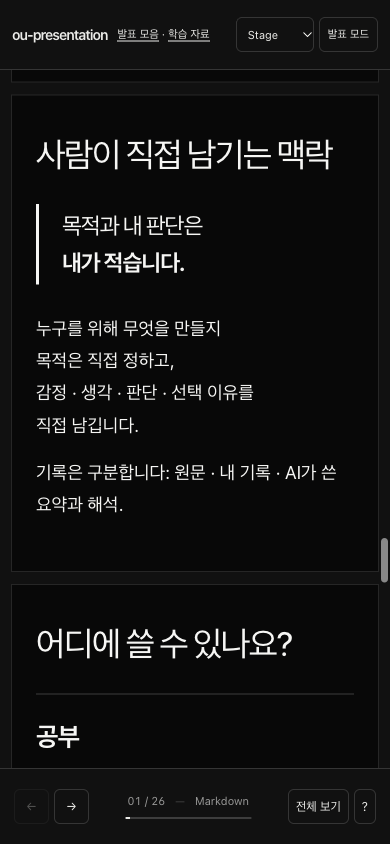 ou-presentation 발표 모음 · 학습 자료 Stage 발표 모드
사람이 직접 남기는 맥락
목적과 내 판단은
내가 적습니다.
누구를 위해 무엇을 만들지
목적은 직접 정하고,
감정 · 생각 · 판단 · 선택 이유를
직접 남깁니다.
기록은 구분합니다: 원문 · 내 기록 · AI가 쓴
요약과 해석.
어디에 쓸 수 있나요?
공부
← → 01 / 26 — Markdown 전체 보기 ?